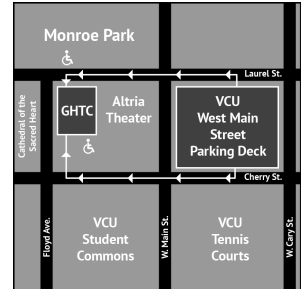 Monroe Park
Laurel St.
Cathedral of the
Sacred Heart
GHTC
Altria
Theater
VCU
West Main
Street
Parking Deck
Cherry St.
Floyd Ave.
VCU
Student
Commons
W. Main St.
VCU
Tennis
Courts
W. Cary St.